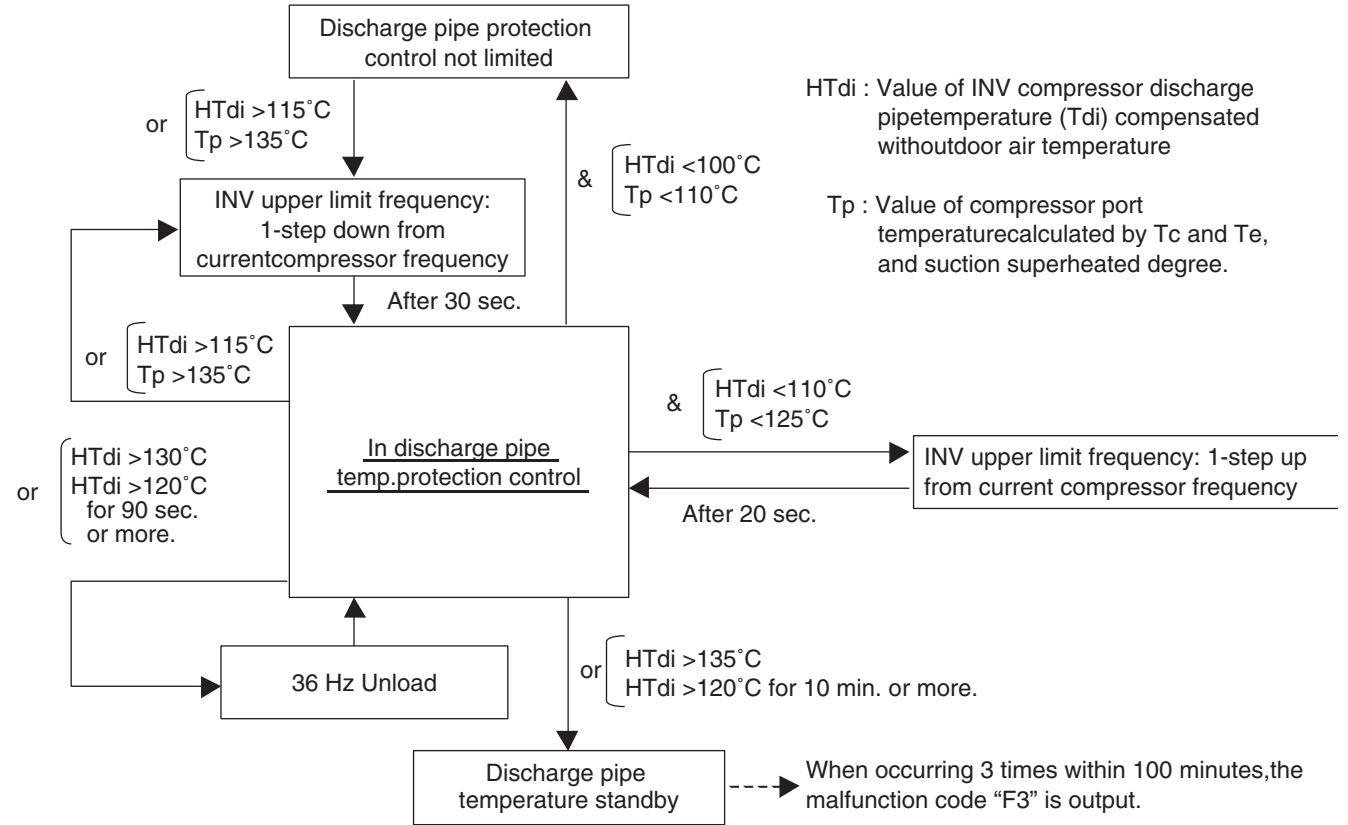 Discharge pipe protection
control not limited
or
HTdi >115˚C
Tp >135˚C
&
HTdi <100˚C
Tp <110˚C
HTdi : Value of INV compressor discharge
pipetemperature (Tdi) compensated
withoutdoor air temperature
Tp : Value of compressor port
temperaturecalculated by Tc and Te,
and suction superheated degree.
INV upper limit frequency:
1-step down from
currentcompressor frequency
After 30 sec.
or
HTdi >115˚C
Tp >135˚C
&
HTdi <110˚C
Tp <125˚C
In discharge pipe
temp.protection control
INV upper limit frequency: 1-step up
from current compressor frequency
After 20 sec.
or
HTdi >130˚C
HTdi >120˚C
for 90 sec.
or more.
36 Hz Unload
or
HTdi >135˚C
HTdi >120˚C for 10 min. or more.
Discharge pipe
temperature standby
When occurring 3 times within 100 minutes,the
malfunction code “F3” is output.